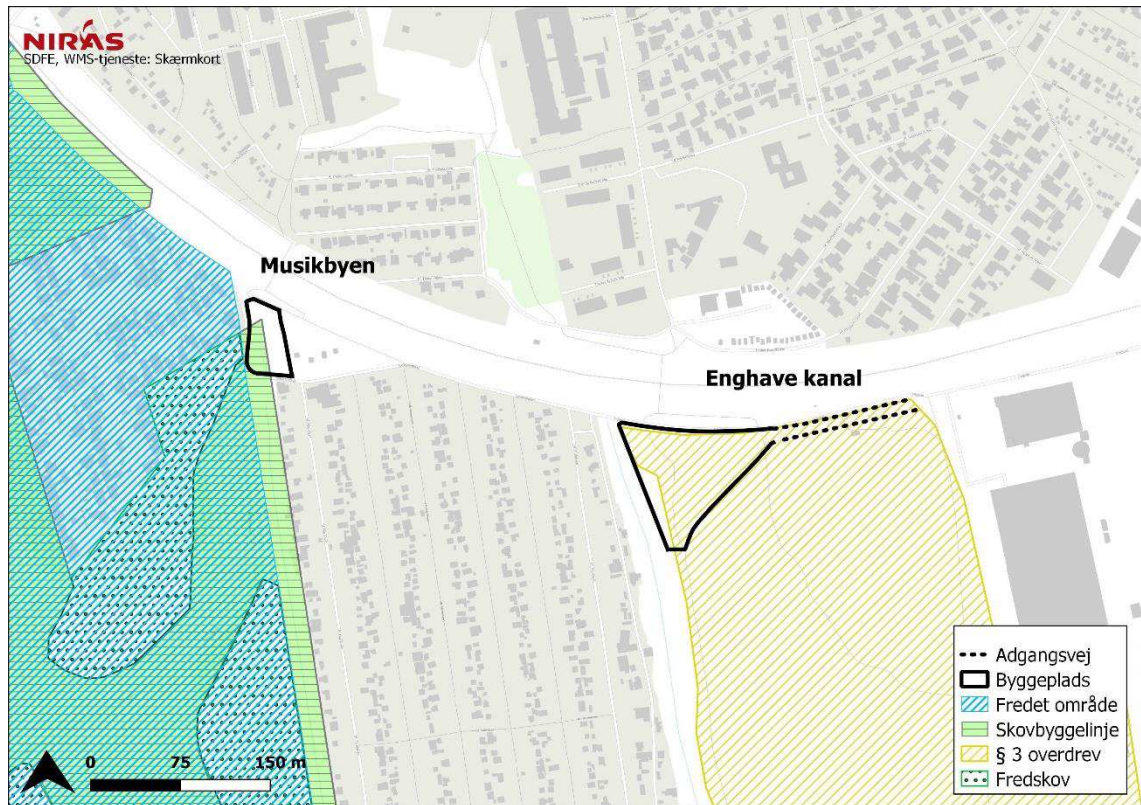 NIRAS
SDFE, WMS-tjeneste: Skærmkort
Musikbyen
Enghave kanal
0 75 150 m
Adgangsvej
Byggeplads
Fredet område
Skovbyggelinje
§ 3 overdrev
Fredskov